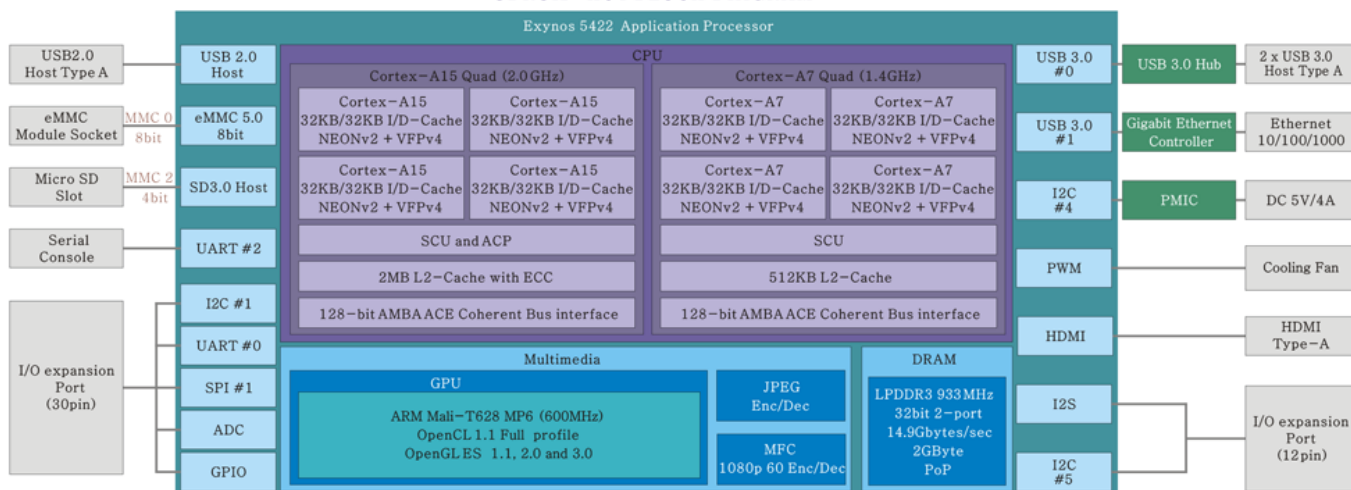 Exynos 5422 Application Processor
USB2.0
Host Type A
USB 2.0
Host
eMMC
Module Socket
MMC 0
8bit
eMMC 5.0
8bit
Micro SD
Slot
MMC 2
4bit
SD3.0 Host
Serial
Console
UART #2
I/O expansion
Port
(30pin)
I2C #1
UART #0
SPI #1
ADC
GPIO
CPU
Cortex-A15 Quad (2.0GHz)
Cortex-A15
32KB/32KB I/D-Cache
NEONv2 + VFPv4
Cortex-A15
32KB/32KB I/D-Cache
NEONv2 + VFPv4
Cortex-A15
32KB/32KB I/D-Cache
NEONv2 + VFPv4
Cortex-A15
32KB/32KB I/D-Cache
NEONv2 + VFPv4
SCU and ACP
2MB L2-Cache with ECC
128-bit AMBA ACE Coherent Bus interface
Cortex-A7 Quad (1.4GHz)
Cortex-A7
32KB/32KB I/D-Cache
NEONv2 + VFPv4
Cortex-A7
32KB/32KB I/D-Cache
NEONv2 + VFPv4
Cortex-A7
32KB/32KB I/D-Cache
NEONv2 + VFPv4
Cortex-A7
32KB/32KB I/D-Cache
NEONv2 + VFPv4
SCU
512KB L2-Cache
128-bit AMBA ACE Coherent Bus interface
Multimedia
GPU
ARM Mali-T628 MP6 (600MHz)
OpenCL 1.1 Full profile
OpenGL ES 1.1, 2.0 and 3.0
JPEG
Enc/Dec
MFC
1080p 60 Enc/Dec
DRAM
LPDDR3 933MHz
32bit 2-port
14.9Gbytes/sec
2GByte
PoP
USB 3.0
#0
USB 3.0 Hub
2 x USB 3.0
Host Type A
USB 3.0
#1
Gigabit Ethernet
Controller
Ethernet
10/100/1000
I2C
#4
PMIC
DC 5V/4A
PWM
Cooling Fan
HDMI
HDMI
Type-A
I2S
I2C
#5
I/O expansion
Port
(12pin)